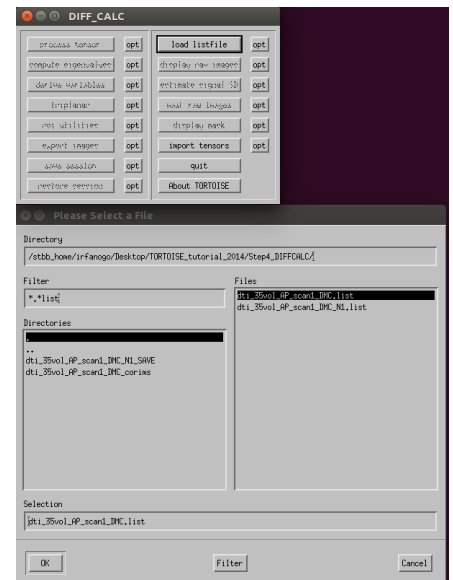 DIFF_CALC
process tensor opt load listfile opt
compute eigenvalues opt display raw images opt
derive variables opt estimate signal SD opt
triplanar opt mask raw images opt
roi utilities opt display mask opt
export images opt import tensors opt
save session opt quit
restore session opt About TORTOISE
Please Select a File
Directory
/stbb_home/irfanogo/Desktop/TORTOISE_tutorial_2014/Step4_DIFFCALC/
Filter Files
*.*list dti_35vol_AP_scan1_DMC.list
dti_35vol_AP_scan1_DMC_N1.list
Directories
.
..
dti_35vol_AP_scan1_DMC_N1_SAVE
dti_35vol_AP_scan1_DMC_corims
Selection
dti_35vol_AP_scan1_DMC.list
OK Filter Cancel